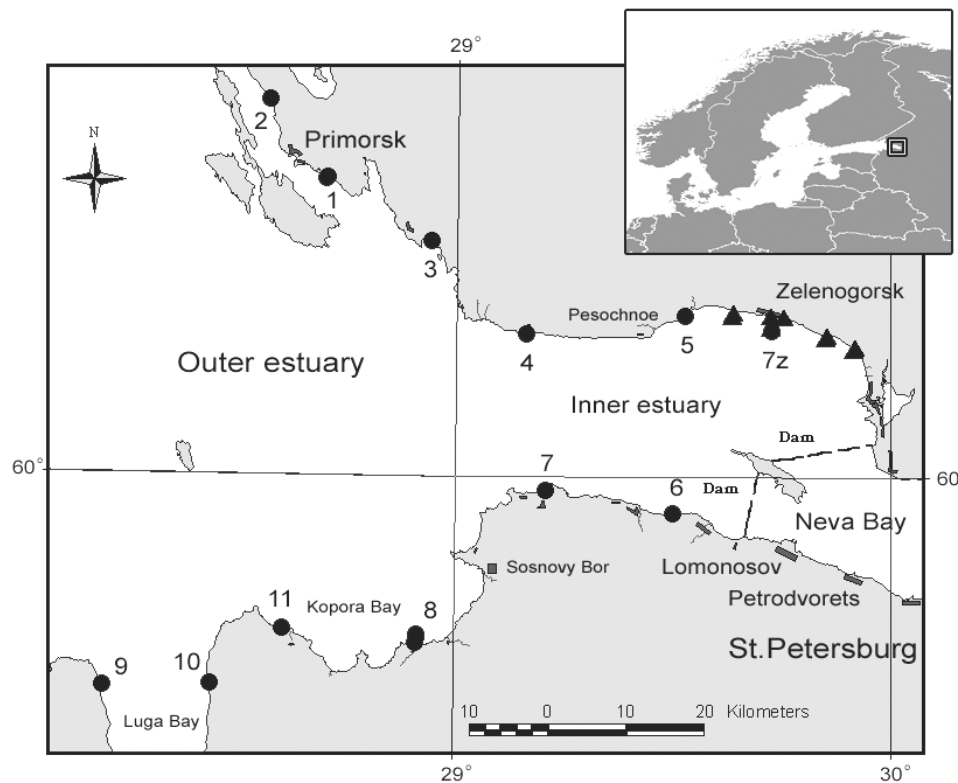 29°
N
2
Primorsk
1
3
Zelenogorsk
Pesochnoe
5
4
7z
Outer estuary
Inner estuary
Dam
60°
7
60
6
Dam
Neva Bay
Sosnovy Bor
Lomonosov
Petrodvorets
11
Kopora Bay
8
St.Petersburg
9
10
Luga Bay
10 0 10 20 Kilometers
29°
30°